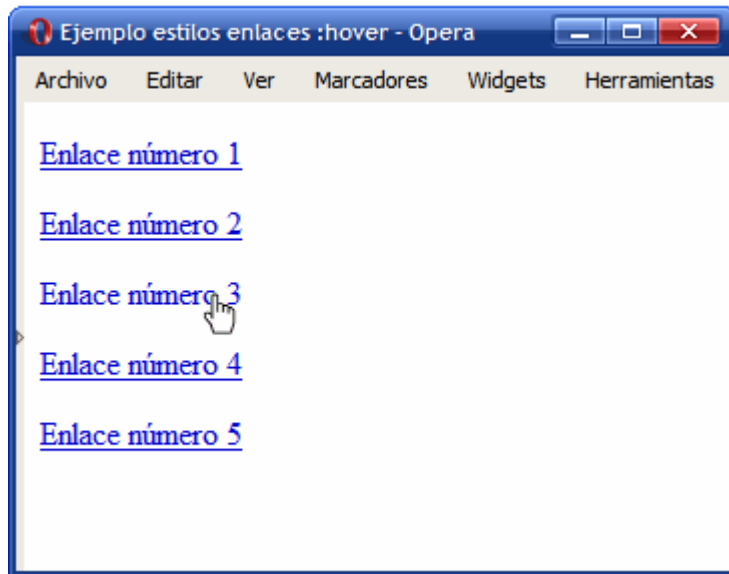 Ejemplo estilos enlaces :hover - Opera
Archivo Editar Ver Marcadores Widgets Herramientas
Enlace número 1
Enlace número 2
Enlace número 3
Enlace número 4
Enlace número 5